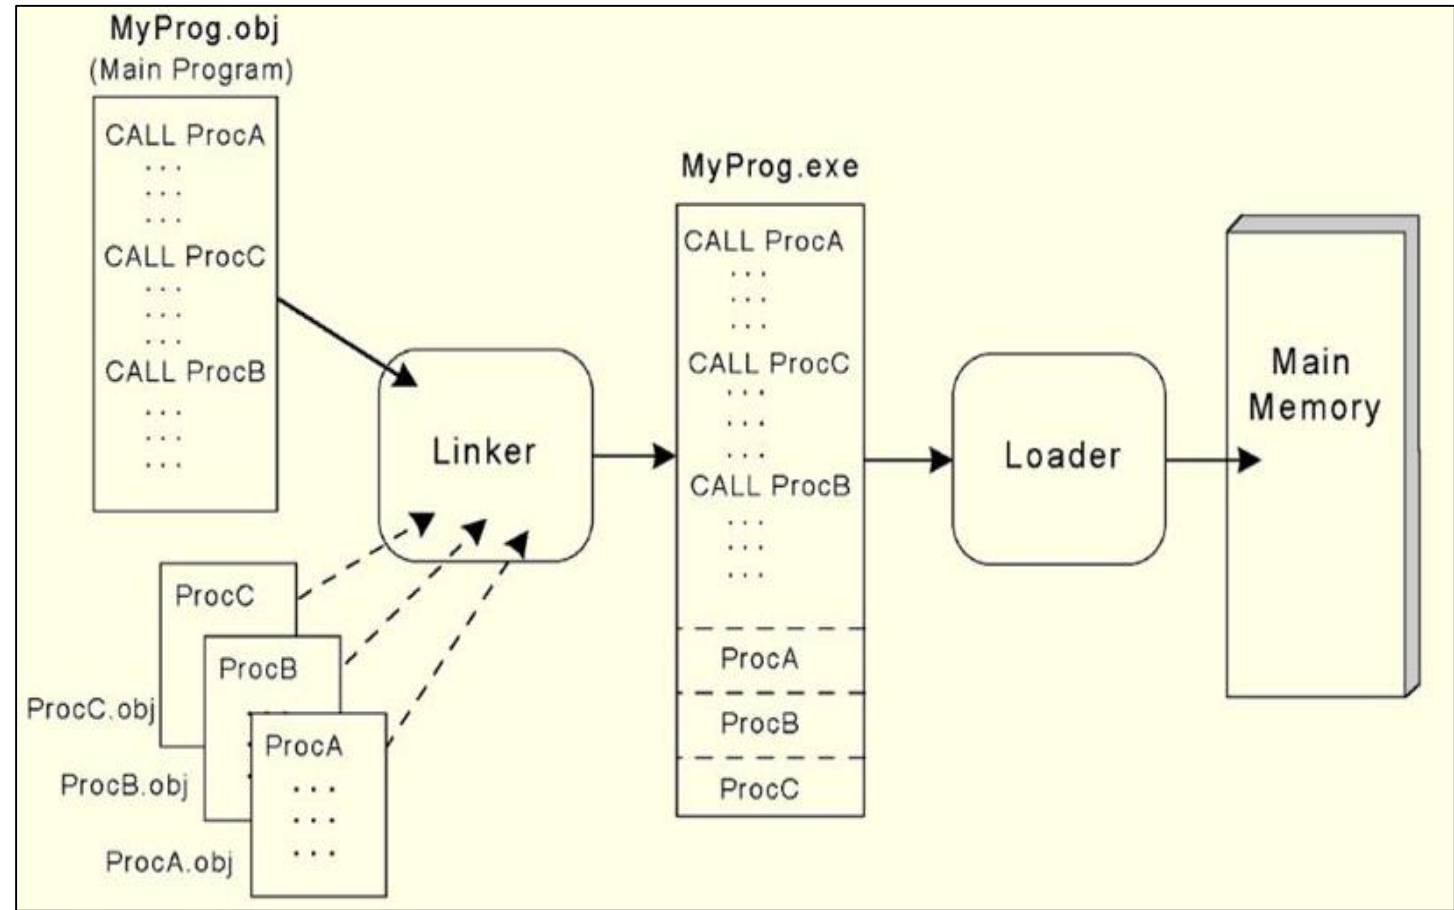 MyProg.obj
(Main Program)
CALL ProcA
. . .
. . .
. . .
CALL ProcC
. . .
. . .
. . .
CALL ProcB
. . .
. . .
. . .
ProcC
ProcC.obj
ProcB
ProcB.obj
ProcA
. . .
. . .
. . .
ProcA.obj
Linker
MyProg.exe
CALL ProcA
. . .
. . .
. . .
CALL ProcC
. . .
. . .
. . .
CALL ProcB
. . .
. . .
. . .
ProcA
ProcB
ProcC
Loader
Main
Memory